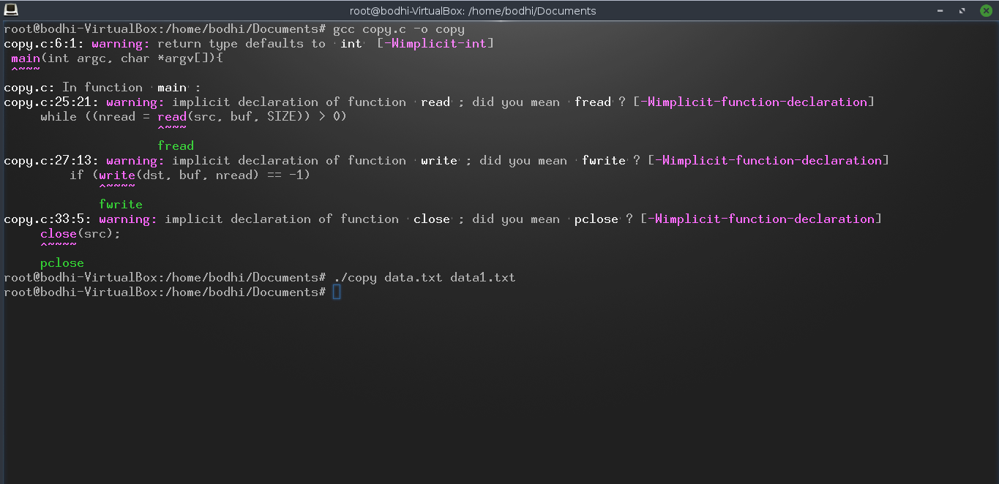 root@bodhi-VirtualBox: /home/bodhi/Documents
root@bodhi-VirtualBox:/home/bodhi/Documents# gcc copy.c -o copy
copy.c:6:1: warning: return type defaults to 'int' [-Wimplicit-int]
 main(int argc, char *argv[]){
 ^~~~
copy.c: In function 'main':
copy.c:25:21: warning: implicit declaration of function 'read'; did you mean 'fread'? [-Wimplicit-function-declaration]
     while ((nread = read(src, buf, SIZE)) > 0)
                     ^~~~
                     fread
copy.c:27:13: warning: implicit declaration of function 'write'; did you mean 'fwrite'? [-Wimplicit-function-declaration]
         if (write(dst, buf, nread) == -1)
             ^~~~~
             fwrite
copy.c:33:5: warning: implicit declaration of function 'close'; did you mean 'pclose'? [-Wimplicit-function-declaration]
     close(src);
     ^~~~~
     pclose
root@bodhi-VirtualBox:/home/bodhi/Documents# ./copy data.txt data1.txt
root@bodhi-VirtualBox:/home/bodhi/Documents#